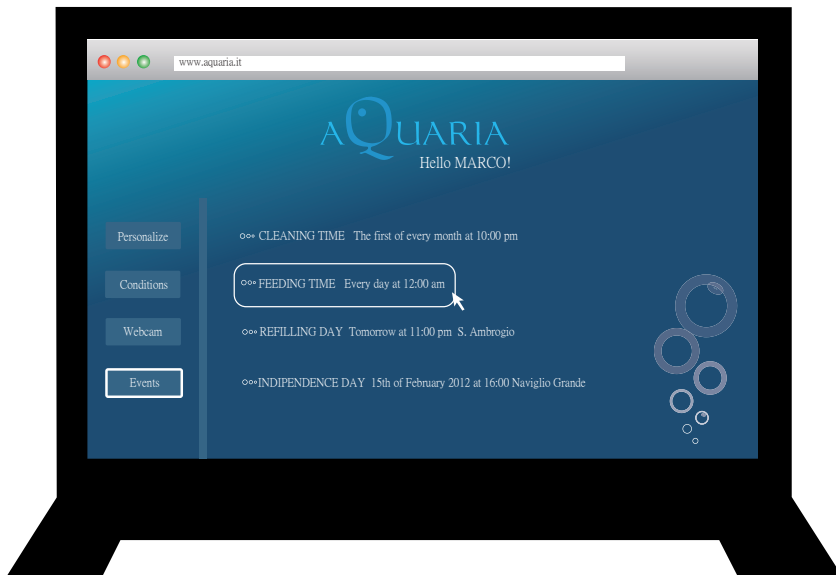 www.aquaria.it
AQUARIA
Hello MARCO!
Personalize
CLEANING TIME The first of every month at 10:00 pm
Conditions
FEEDING TIME Every day at 12:00 am
Webcam
REFILLING DAY Tomorrow at 11:00 pm S. Ambrogio
Events
INDIPENDENCE DAY 15th of February 2012 at 16:00 Naviglio Grande